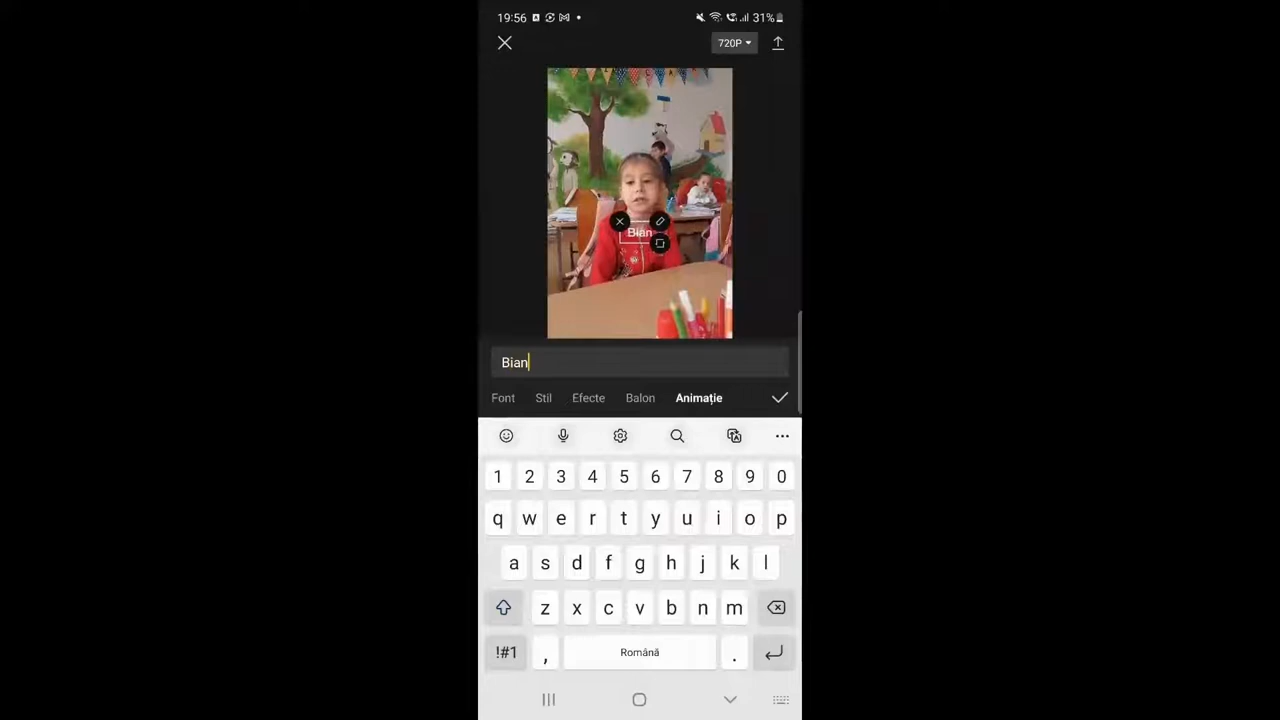 19:56
31%
720P
Bian
Bian
Font Stil Efecte Balon Animație
1 2 3 4 5 6 7 8 9 0
q w e r t y u i o p
a s d f g h j k l
z x c v b n m
!#1 , Română .